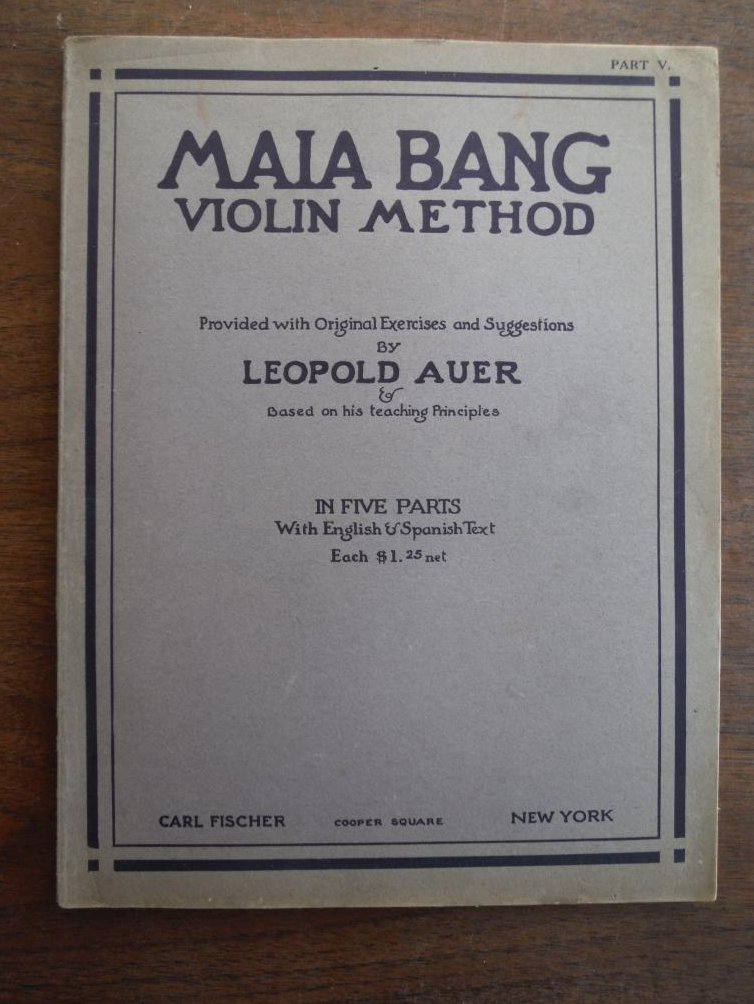 PART V.
MAIA BANG
VIOLIN METHOD
Provided with Original Exercises and Suggestions
BY
LEOPOLD AUER
&
Based on his teaching Principles
IN FIVE PARTS
With English & Spanish Text
Each $1.25 net
CARL FISCHER COOPER SQUARE NEW YORK